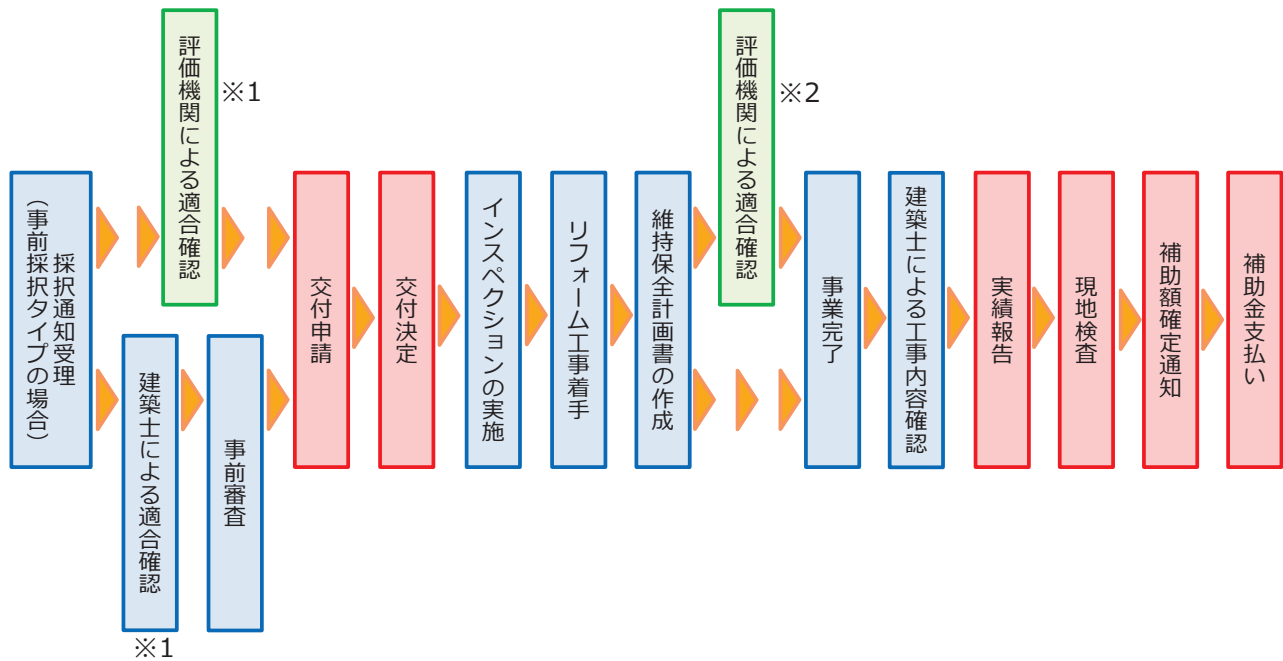 採択通知受理
（事前採択タイプの場合）
評価機関による適合確認
※1
建築士による適合確認
※1
事前審査
交付申請
交付決定
インスペクションの実施
リフォーム工事着手
維持保全計画書の作成
評価機関による適合確認
※2
事業完了
建築士による工事内容確認
実績報告
現地検査
補助額確定通知
補助金支払い